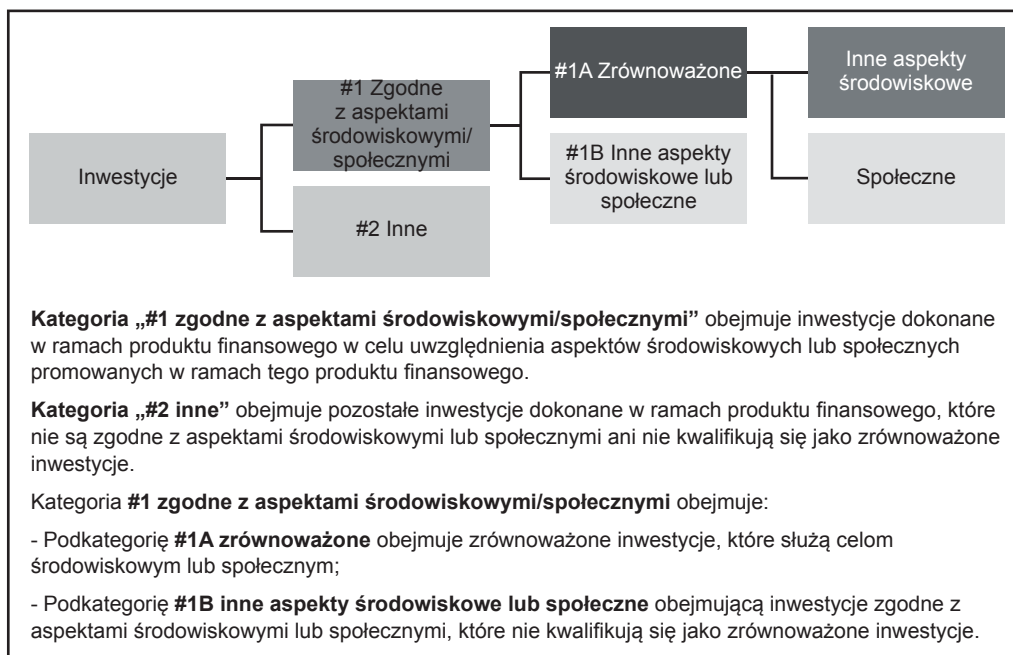 Inwestycje
#1 Zgodne
z aspektami
środowiskowymi/
społecznymi
#2 Inne
#1A Zrównoważone
#1B Inne aspekty
środowiskowe lub
społeczne
Inne aspekty
środowiskowe
Społeczne
Kategoria „#1 zgodne z aspektami środowiskowymi/społecznymi” obejmuje inwestycje dokonane
w ramach produktu finansowego w celu uwzględnienia aspektów środowiskowych lub społecznych
promowanych w ramach tego produktu finansowego.
Kategoria „#2 inne” obejmuje pozostałe inwestycje dokonane w ramach produktu finansowego, które
nie są zgodne z aspektami środowiskowymi lub społecznymi ani nie kwalifikują się jako zrównoważone
inwestycje.
Kategoria #1 zgodne z aspektami środowiskowymi/społecznymi obejmuje:
- Podkategorię #1A zrównoważone obejmuje zrównoważone inwestycje, które służą celom
środowiskowym lub społecznym;
- Podkategorię #1B inne aspekty środowiskowe lub społeczne obejmującą inwestycje zgodne z
aspektami środowiskowymi lub społecznymi, które nie kwalifikują się jako zrównoważone inwestycje.